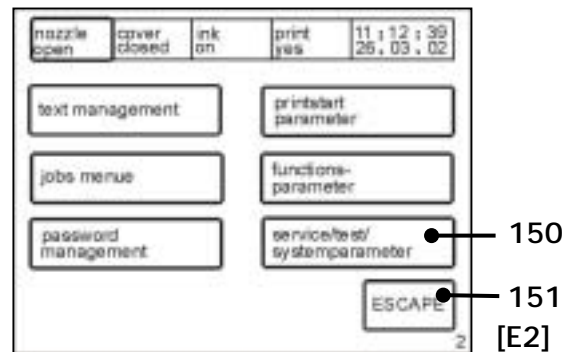 nozzle open
cover closed
ink on
print yes
11:12:39
26.03.02
text management
printstart parameter
jobs menue
functions-
parameter
password
management
service/test/
systemparameter
150
ESCAPE
151
2
[E2]